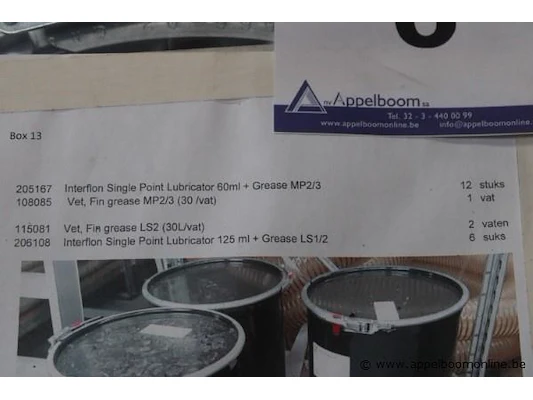 nv Appelboom sa
Tel. 32 - 3 - 440 80 99
www.appelboomonline.be info@appelboomonline.
Box 13
205167 Interflon Single Point Lubricator 60ml + Grease MP2/3 12 stuks
108085 Vet, Fin grease MP2/3 (30 /vat) 1 vat
115081 Vet, Fin grease LS2 (30L/vat) 2 vaten
206108 Interflon Single Point Lubricator 125 ml + Grease LS1/2 6 suks
© www.appelboomonline.be